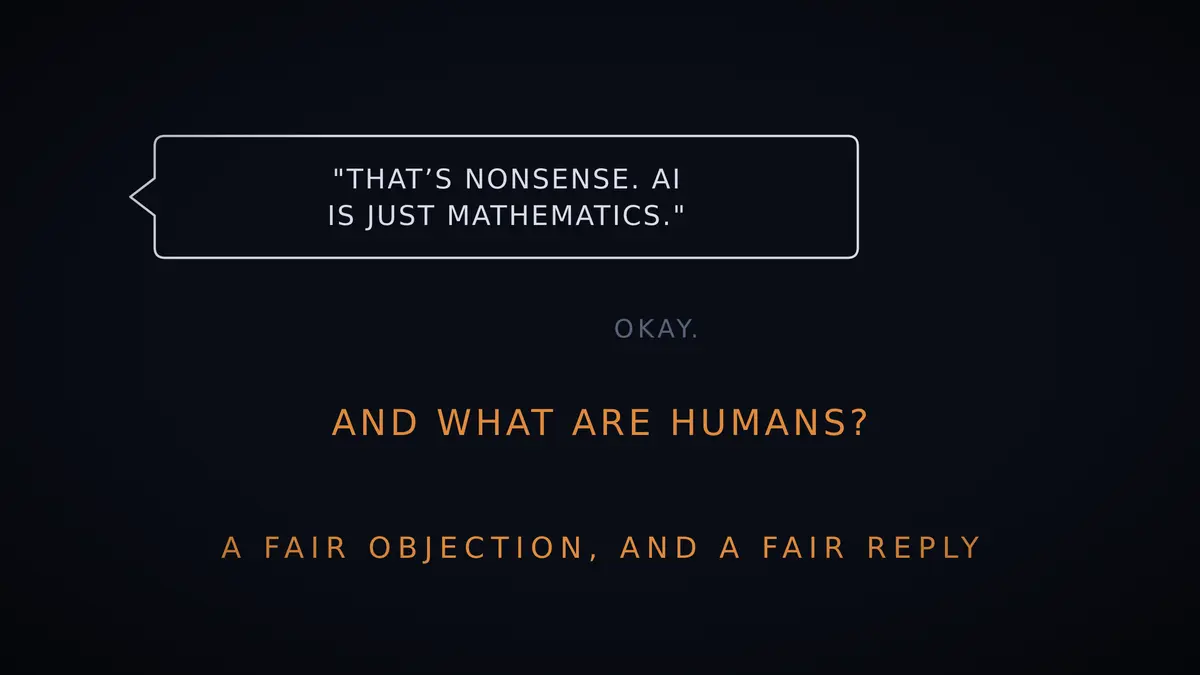 "THAT’S NONSENSE. AI
IS JUST MATHEMATICS."
OKAY.
AND WHAT ARE HUMANS?
A FAIR OBJECTION, AND A FAIR REPLY